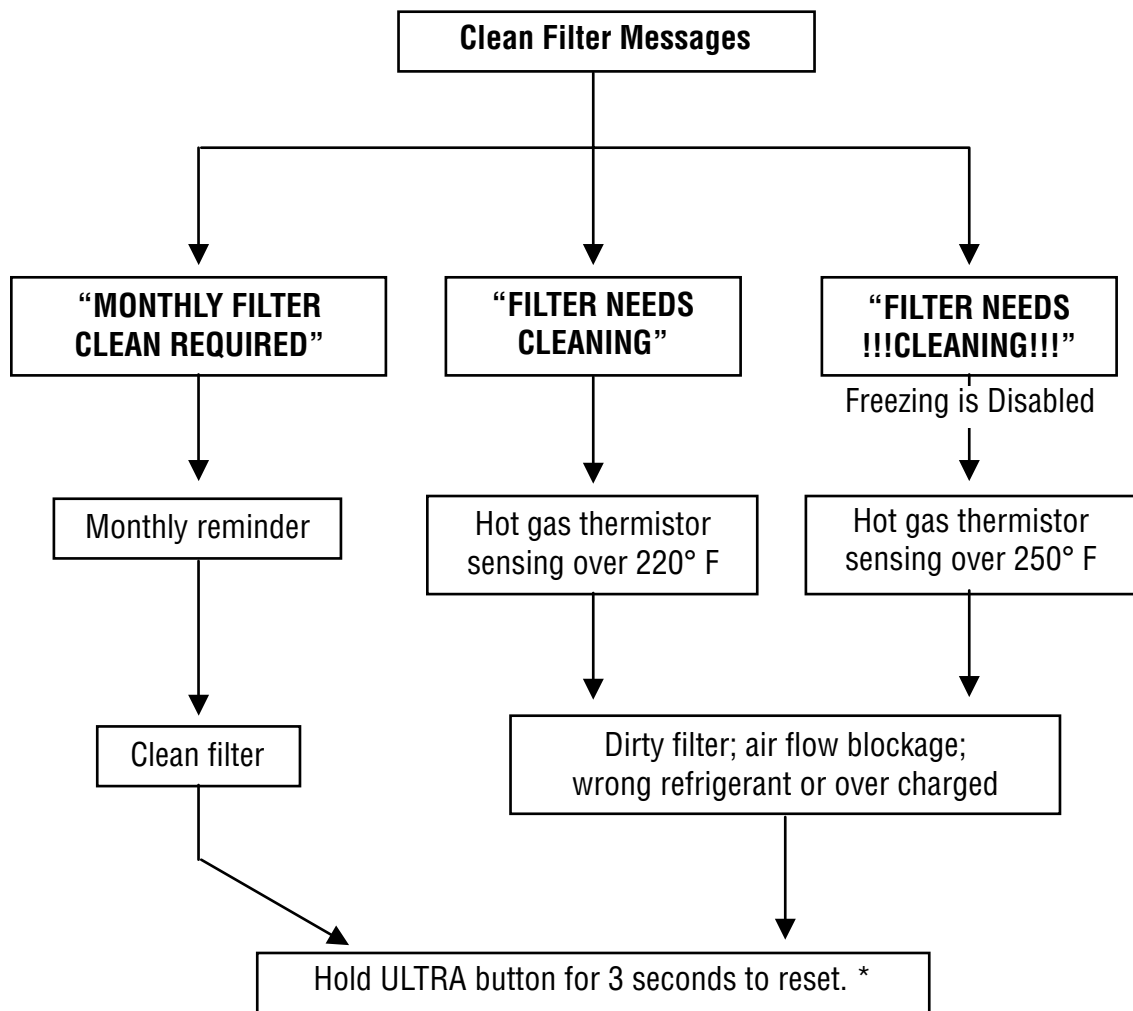 Clean Filter Messages
“MONTHLY FILTER
CLEAN REQUIRED”
“FILTER NEEDS
CLEANING”
“FILTER NEEDS
!!!CLEANING!!!”
Freezing is Disabled
Monthly reminder
Hot gas thermistor
sensing over 220° F
Hot gas thermistor
sensing over 250° F
Clean filter
Dirty filter; air flow blockage;
wrong refrigerant or over charged
Hold ULTRA button for 3 seconds to reset. *